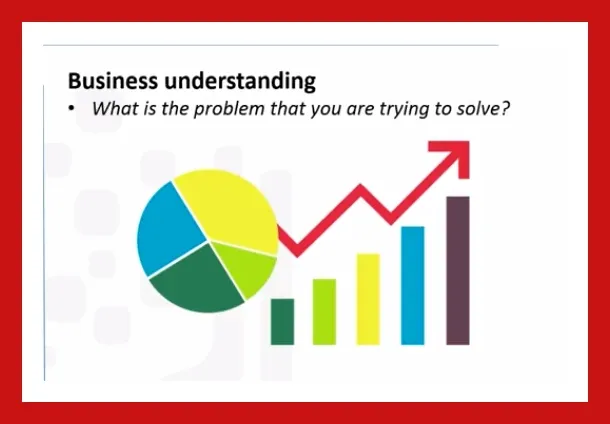 Business understanding
• What is the problem that you are trying to solve?